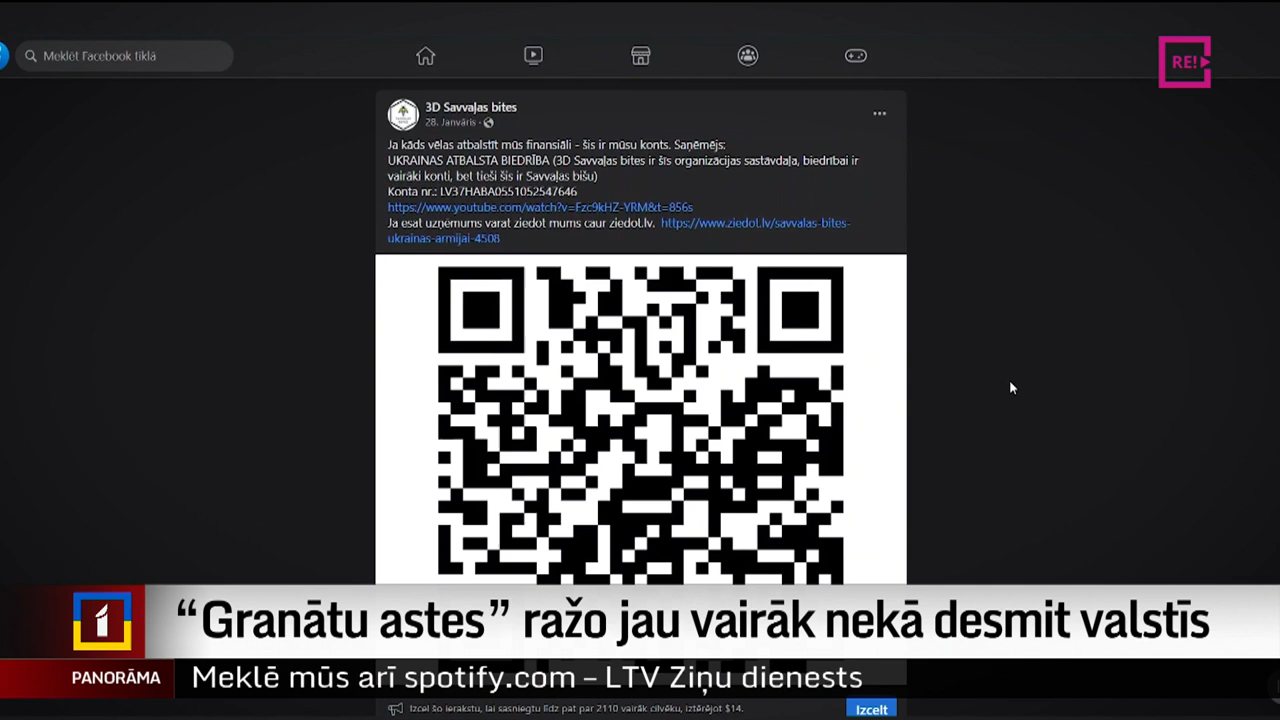 Meklēt Facebook tīklā
RE!
3D Savvaļas bites
28. Janvāris ·
Ja kāds vēlas atbalstīt mūs finansiāli - šis ir mūsu konts. Saņēmējs:
UKRAINAS ATBALSTA BIEDRĪBA (3D Savvaļas bites ir šīs organizācijas sastāvdaļa, biedrībai ir
vairāki konti, bet tieši šis ir Savvaļas bišu)
Konta nr.: LV37HABA0551052547646
https://www.youtube.com/watch?v=Fzc9kHZ-YRM&t=856s
Ja esat uzņēmums varat ziedot mums caur ziedot.lv. https://www.ziedot.lv/savvalas-bites-
ukrainas-armijai-4508
1
“Granātu astes” ražo jau vairāk nekā desmit valstīs
PANORĀMA
Meklē mūs arī spotify.com – LTV Ziņu dienests
Izcel šo ierakstu, lai sasniegtu līdz pat par 2110 vairāk cilvēku, iztērējot $14.
Izcelt